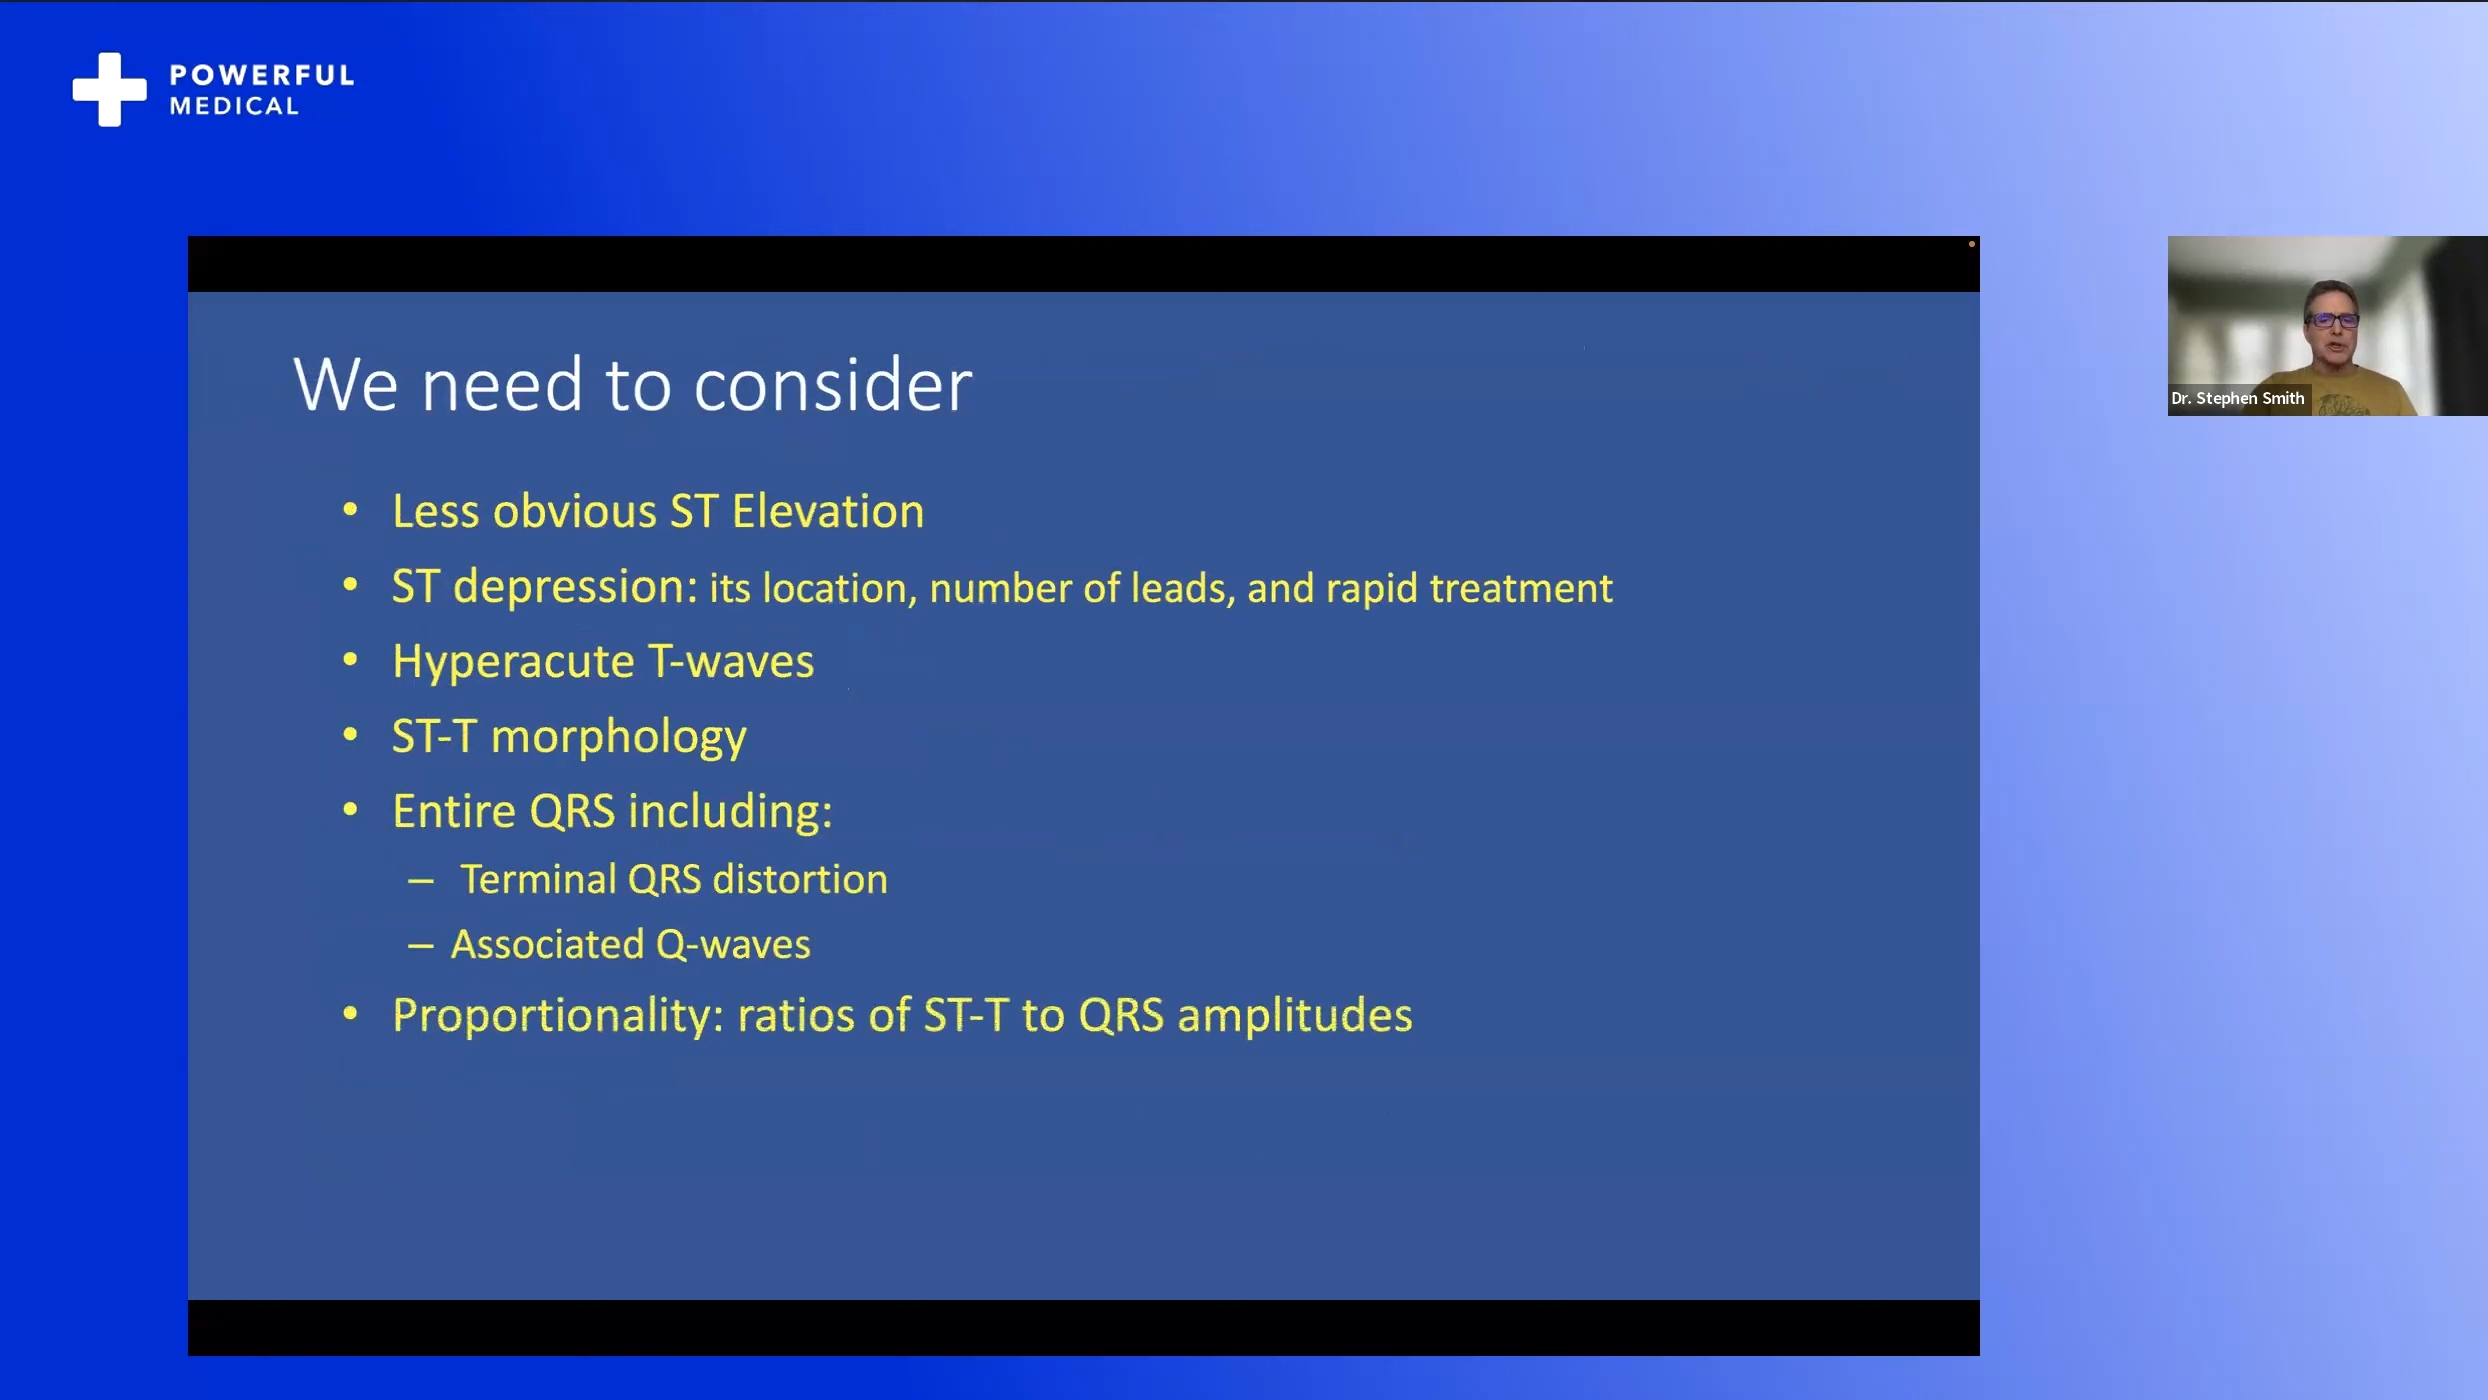 POWERFUL
MEDICAL
We need to consider
• Less obvious ST Elevation
• ST depression: its location, number of leads, and rapid treatment
• Hyperacute T-waves
• ST-T morphology
• Entire QRS including:
– Terminal QRS distortion
– Associated Q-waves
• Proportionality: ratios of ST-T to QRS amplitudes
Dr. Stephen Smith